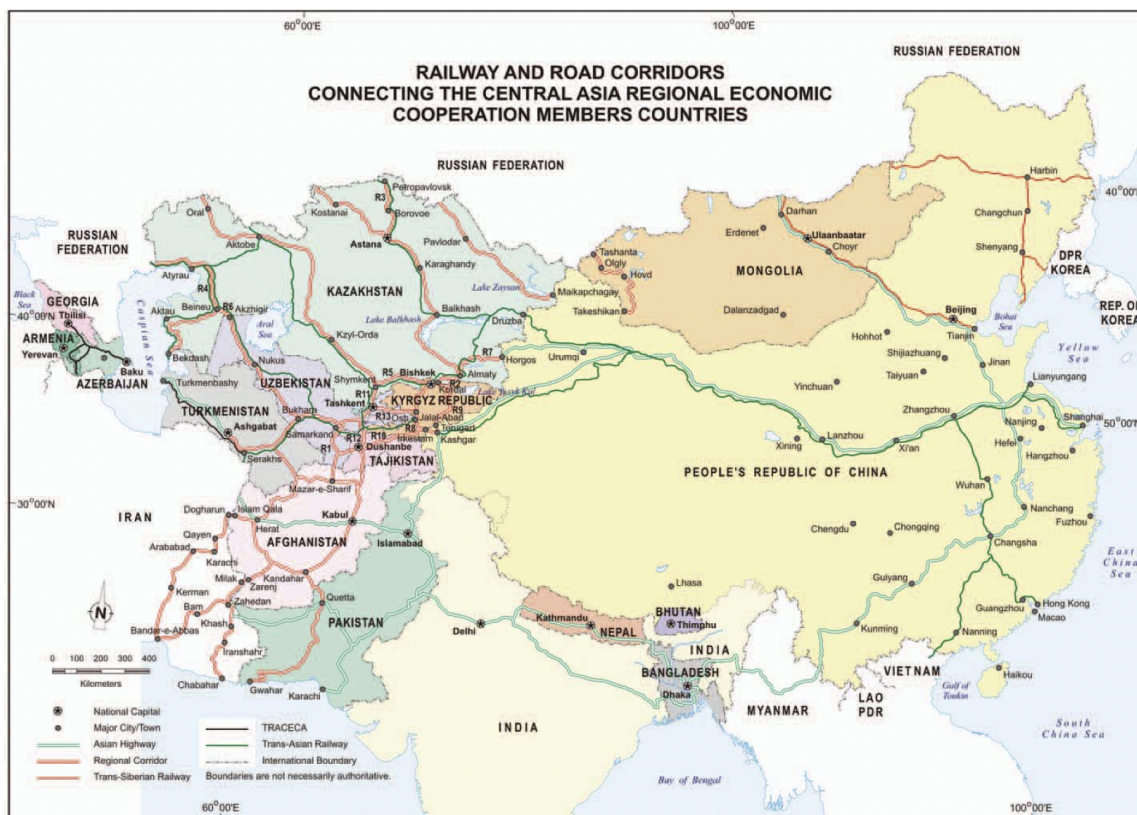 60°00'E
100°00'E
RUSSIAN FEDERATION
RAILWAY AND ROAD CORRIDORS
CONNECTING THE CENTRAL ASIA REGIONAL ECONOMIC
COOPERATION MEMBERS COUNTRIES
RUSSIAN FEDERATION
RUSSIAN
FEDERATION
40°00'E
40°00'E
50°00'E
30°00'E
Petropavlovsk
R3
Kostanai
Borovoe
Oral
Astana
Pavlodar
Aktobe
Karaghandy
Atyrau
R4
KAZAKHSTAN
Lake Zaysan
Maikapchagay
Beineu
R6
Akzhigir
Aktau
Balkhash
Lake Balkhash
Druzba
Aral
Sea
Kzyl-Orda
Bekdash
Nukus
R7
Horgos
Almaty
Shymkent
R5
Bishkek
R2
Kordai
Lake Issyk Kul
UZBEKISTAN
Tashkent
R11
KYRGYZ REPUBLIC
R13
Osh
Jalal-Abad
R9
R8
Torugart
Irkestam
Kashgar
R10
Turkmenbashy
TURKMENISTAN
Bukham
Samarkand
R12
R1
Ashgabat
Dushanbe
TAJIKISTAN
Serakhs
Mazar-e-Sharif
Black
Sea
GEORGIA
Tbilisi
ARMENIA
Yerevan
Baku
AZERBAIJAN
Caspian Sea
IRAN
Dogharun
Islam Qala
Herat
Kabul
AFGHANISTAN
Islamabad
Qayen
Arababad
Karachi
Milak
Zarenj
Kandahar
Kerman
Bam
Zahedan
Quetta
Khash
PAKISTAN
Bandar-e-Abbas
Iranshahr
Chabahar
Gwahar
Karachi
Tashanta
Olgly
Hovd
Takeshikan
Darhan
Erdenet
Ulaanbaatar
Choyr
MONGOLIA
Dalanzadgad
Harbin
Changchun
Shenyang
DPR
KOREA
REP. OF
KOREA
Beijing
Tianjin
Bohai
Sea
Yellow
Sea
Hohhot
Shijiazhuang
Jinan
Taiyuan
Yinchuan
Lianyungang
Zhangzhou
Shanghai
Nanjing
Hefei
Hangzhou
Urumqi
Xining
Lanzhou
Xi'an
PEOPLE'S REPUBLIC OF CHINA
Wuhan
Nanchang
Fuzhou
Chengdu
Chongqing
Changsha
East
China
Sea
Lhasa
Guiyang
Guangzhou
Hong Kong
Macao
Kunming
Nanning
Haikou
Gulf of
Tonkin
South
China Sea
Kathmandu
NEPAL
BHUTAN
Thimphu
Delhi
INDIA
BANGLADESH
Dhaka
INDIA
MYANMAR
LAO
PDR
VIETNAM
Bay of Bengal
N
0 100 200 300 400
Kilometers
National Capital
Major City/Town
Asian Highway
Regional Corridor
Trans-Siberian Railway
TRACECA
Trans-Asian Railway
International Boundary
Boundaries are not necessarily authoritative.
60°00'E
100°00'E